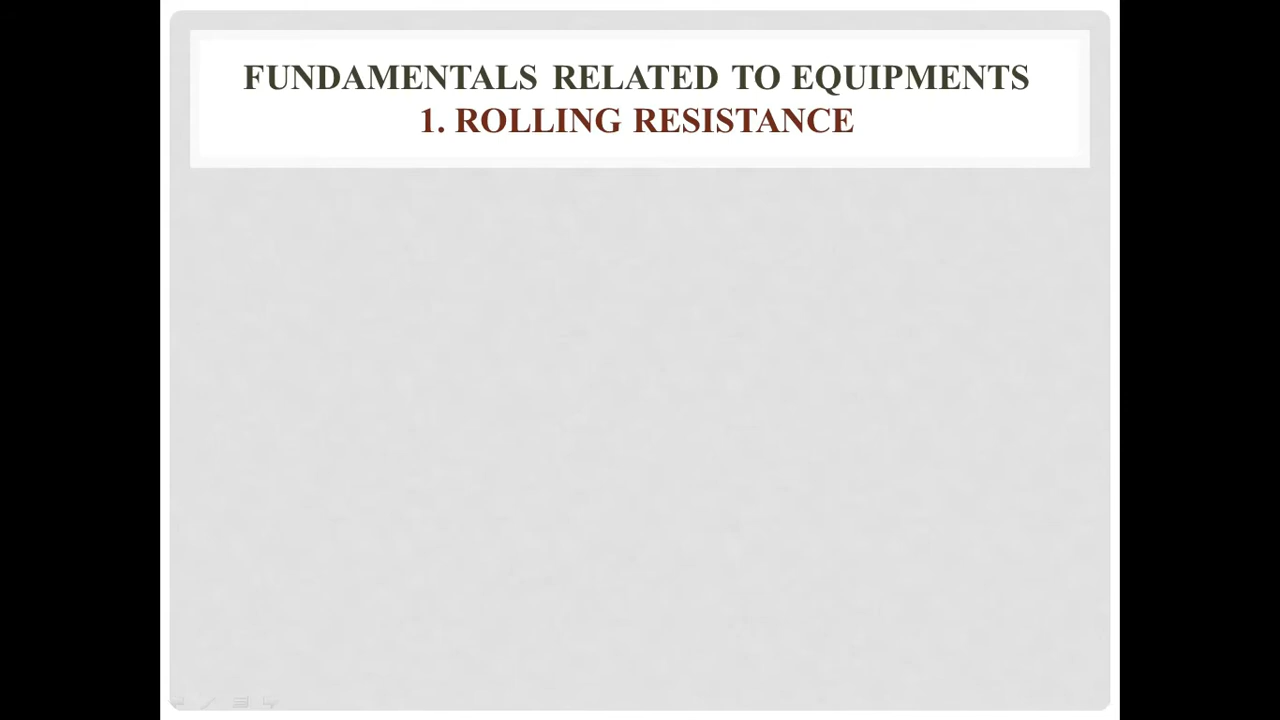 FUNDAMENTALS RELATED TO EQUIPMENTS
1. ROLLING RESISTANCE